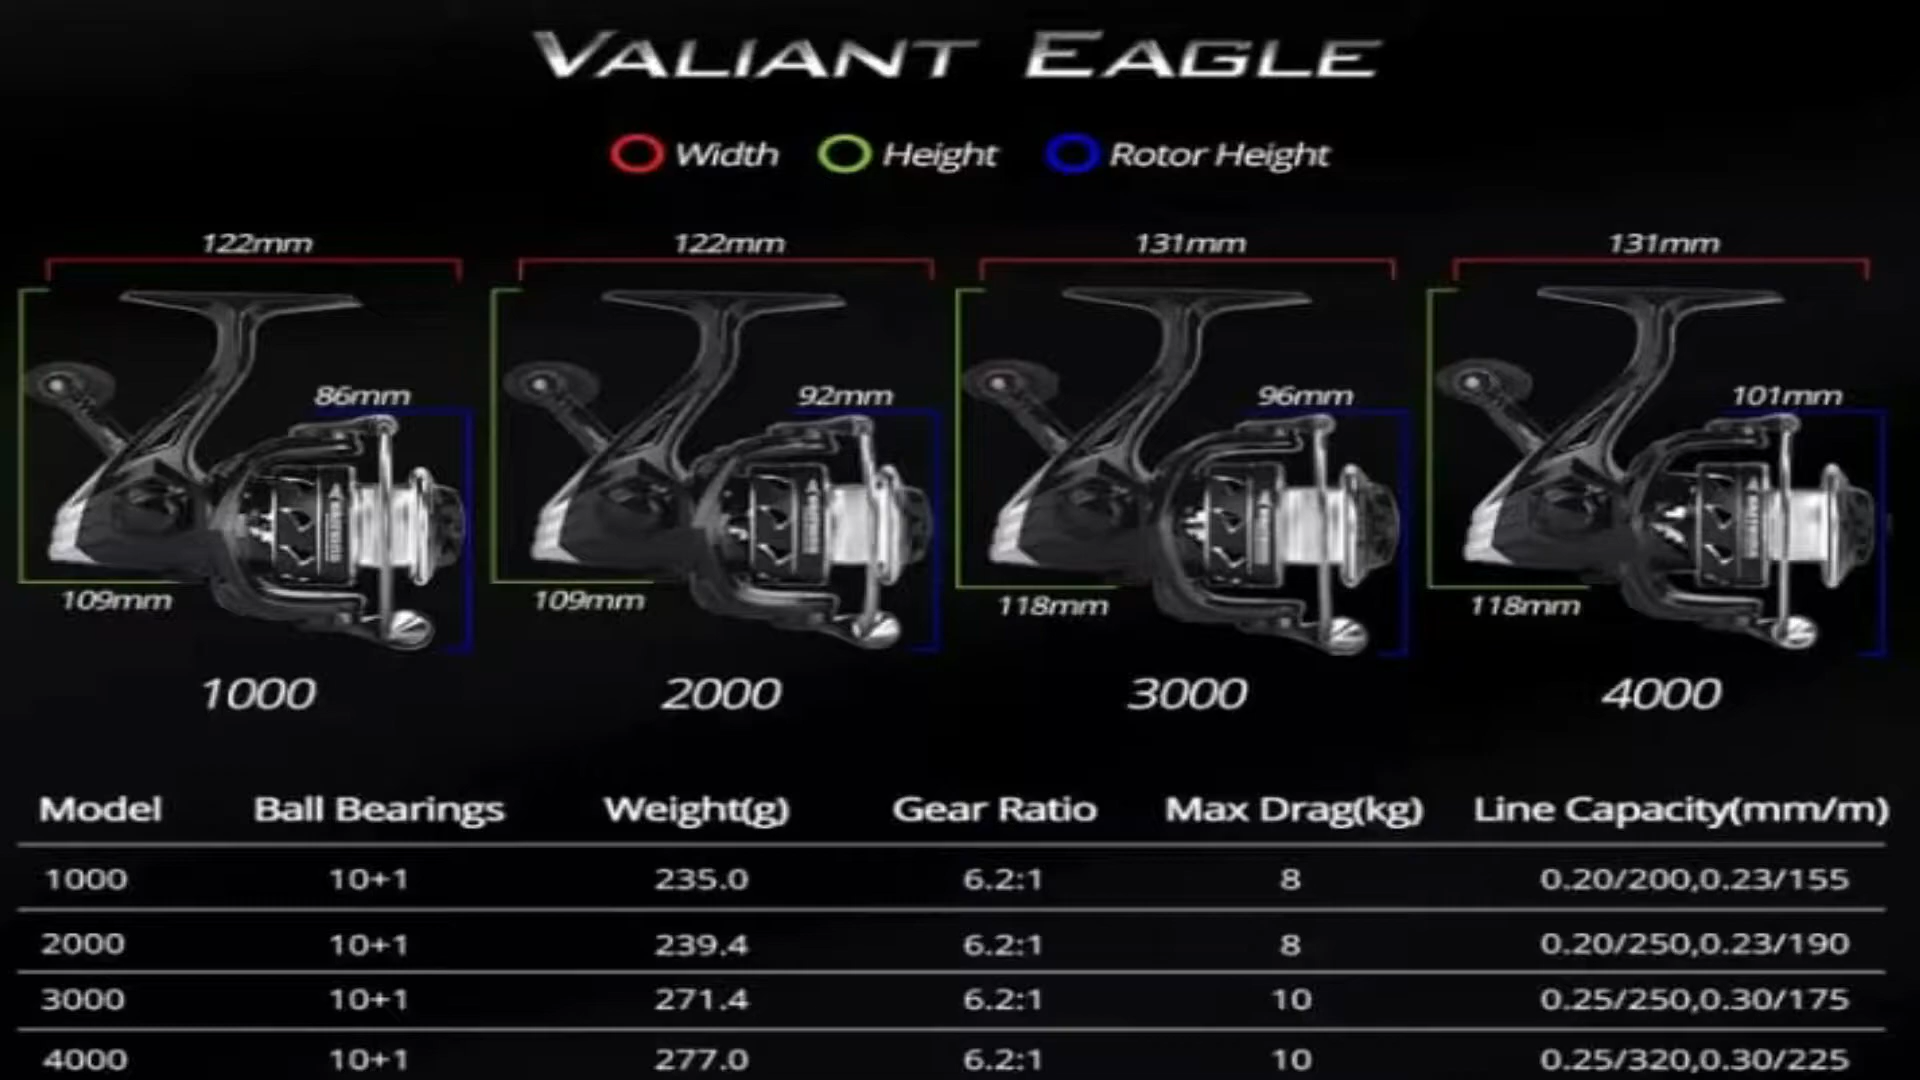 VALIANT EAGLE
Width Height Rotor Height
122mm 122mm 131mm 131mm
86mm 92mm 96mm 101mm
109mm 109mm 118mm 118mm
1000 2000 3000 4000
Model Ball Bearings Weight(g) Gear Ratio Max Drag(kg) Line Capacity(mm/m)
1000 10+1 235.0 6.2:1 8 0.20/200,0.23/155
2000 10+1 239.4 6.2:1 8 0.20/250,0.23/190
3000 10+1 271.4 6.2:1 10 0.25/250,0.30/175
4000 10+1 277.0 6.2:1 10 0.25/320,0.30/225